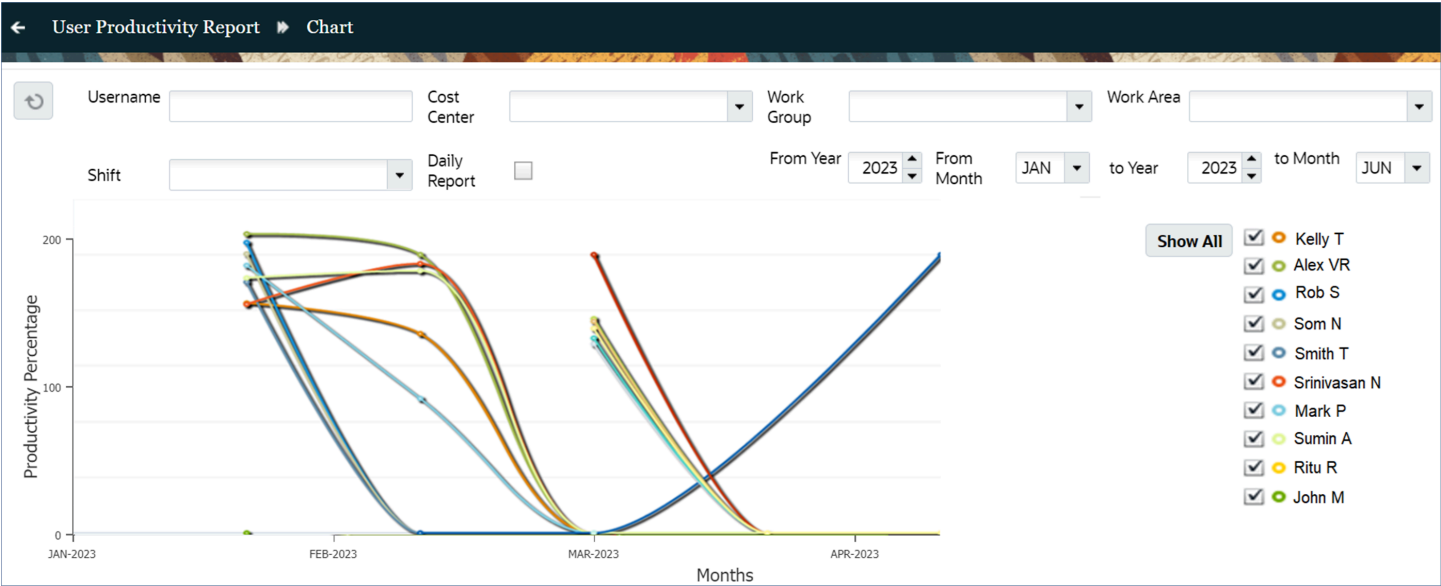 User Productivity Report Chart
Username
Cost
Center
Work
Group
Work Area
Shift
Daily
Report
From Year 2023
From
Month
JAN
to Year 2023
to Month JUN
Show All
Kelly T
Alex VR
Rob S
Som N
Smith T
Srinivasan N
Mark P
Sumin A
Ritu R
John M
Productivity Percentage
200
100
0
JAN-2023 FEB-2023 MAR-2023 APR-2023
Months